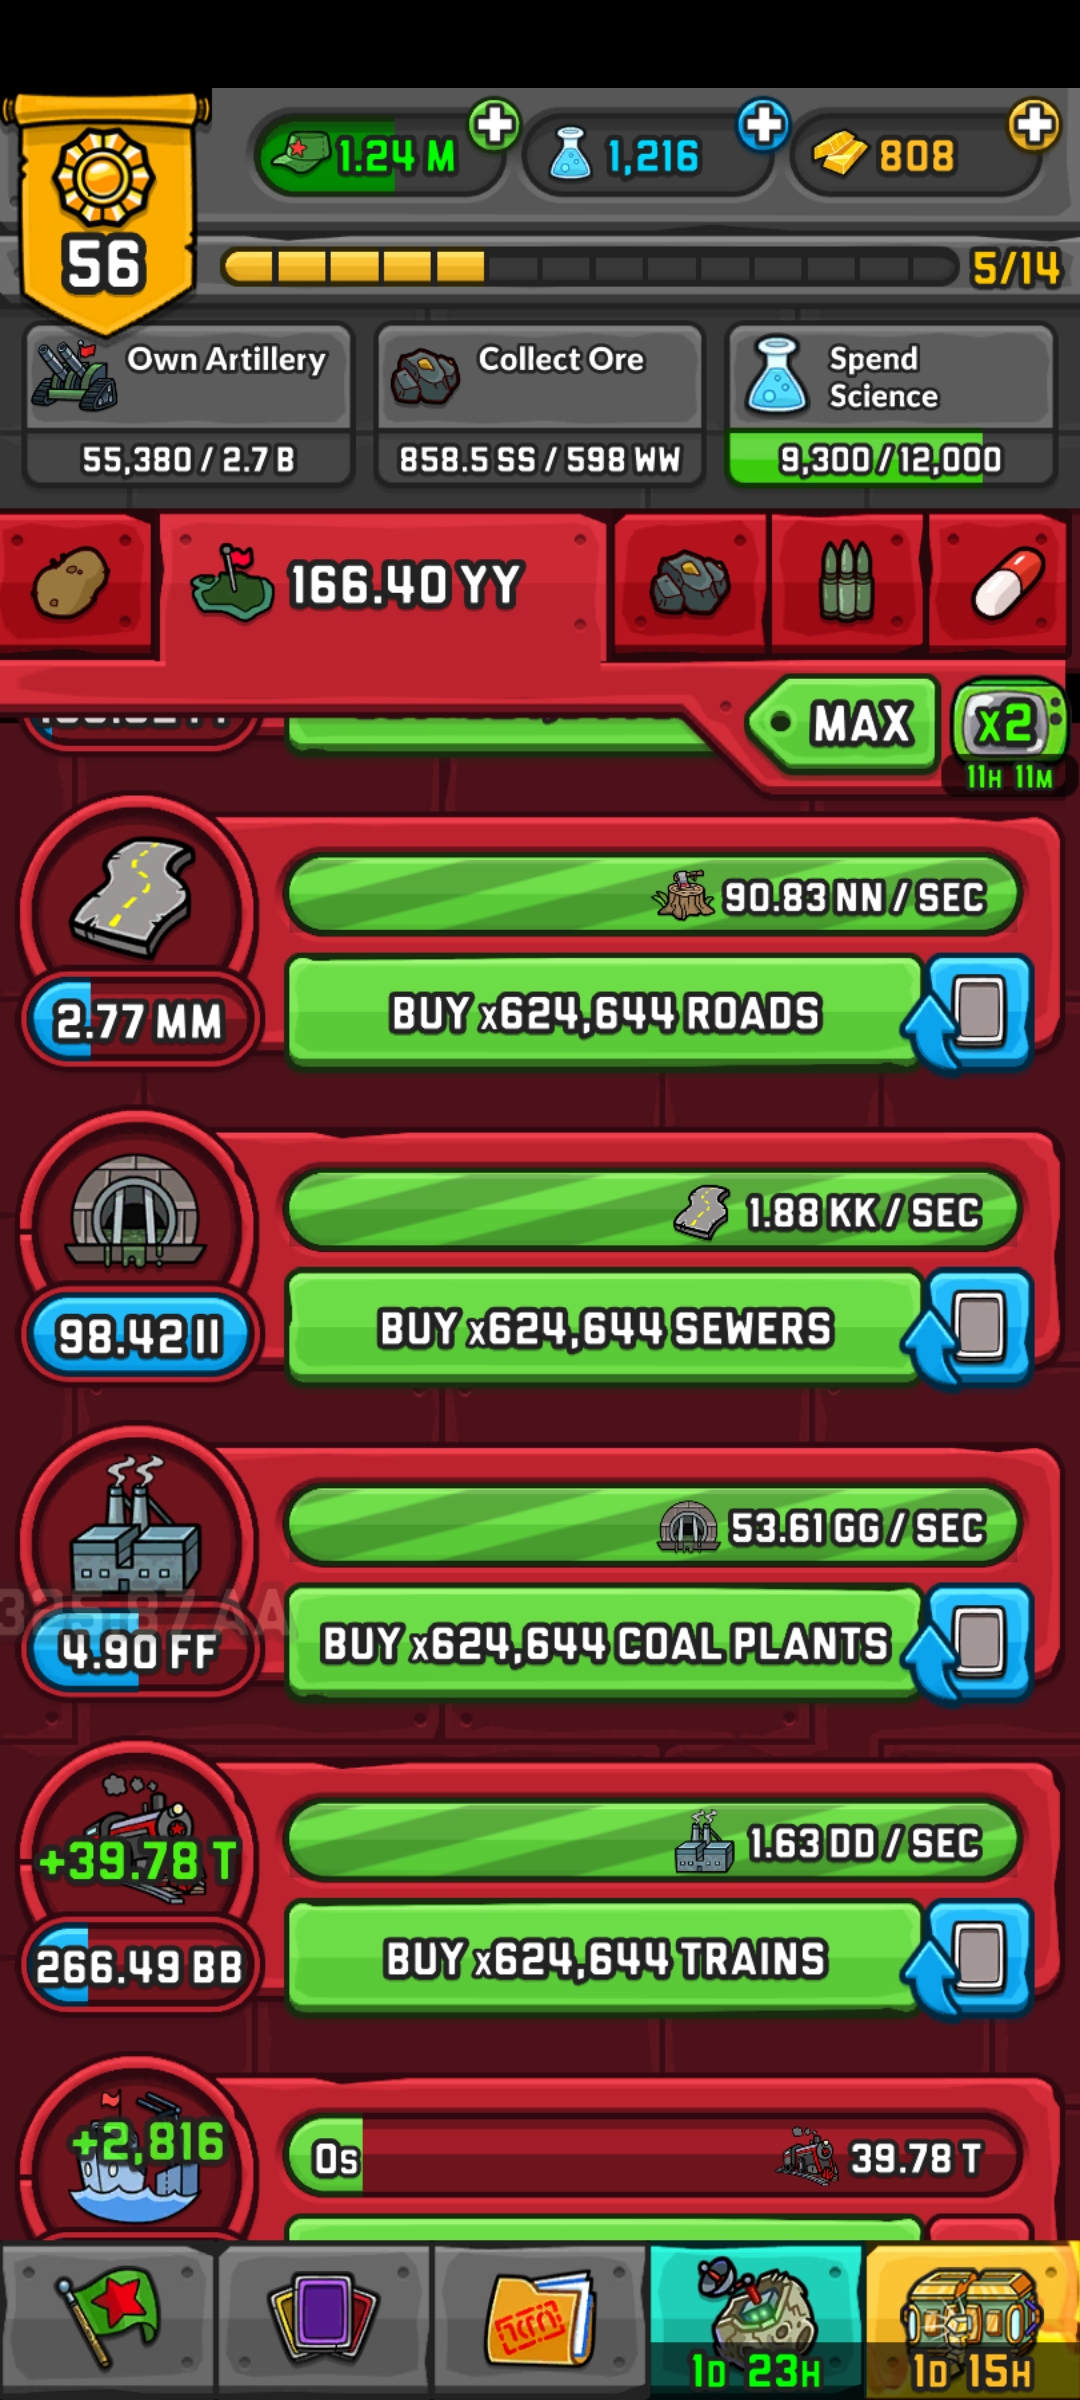 1.24 M
1,216
808
56
5/14
Own Artillery
55,380 / 2.7 B
Collect Ore
858.5 SS / 598 WW
Spend
Science
9,300 / 12,000
166.40 YY
MAX
x2
11H 11M
90.83 NN / SEC
2.77 MM
BUY x624,644 ROADS
1.88 KK / SEC
98.42 II
BUY x624,644 SEWERS
53.61 GG / SEC
325.87 AA
4.90 FF
BUY x624,644 COAL PLANTS
1.63 DD / SEC
+39.78 T
266.49 BB
BUY x624,644 TRAINS
+2,816
0s
39.78 T
1D 23H
1D 15H